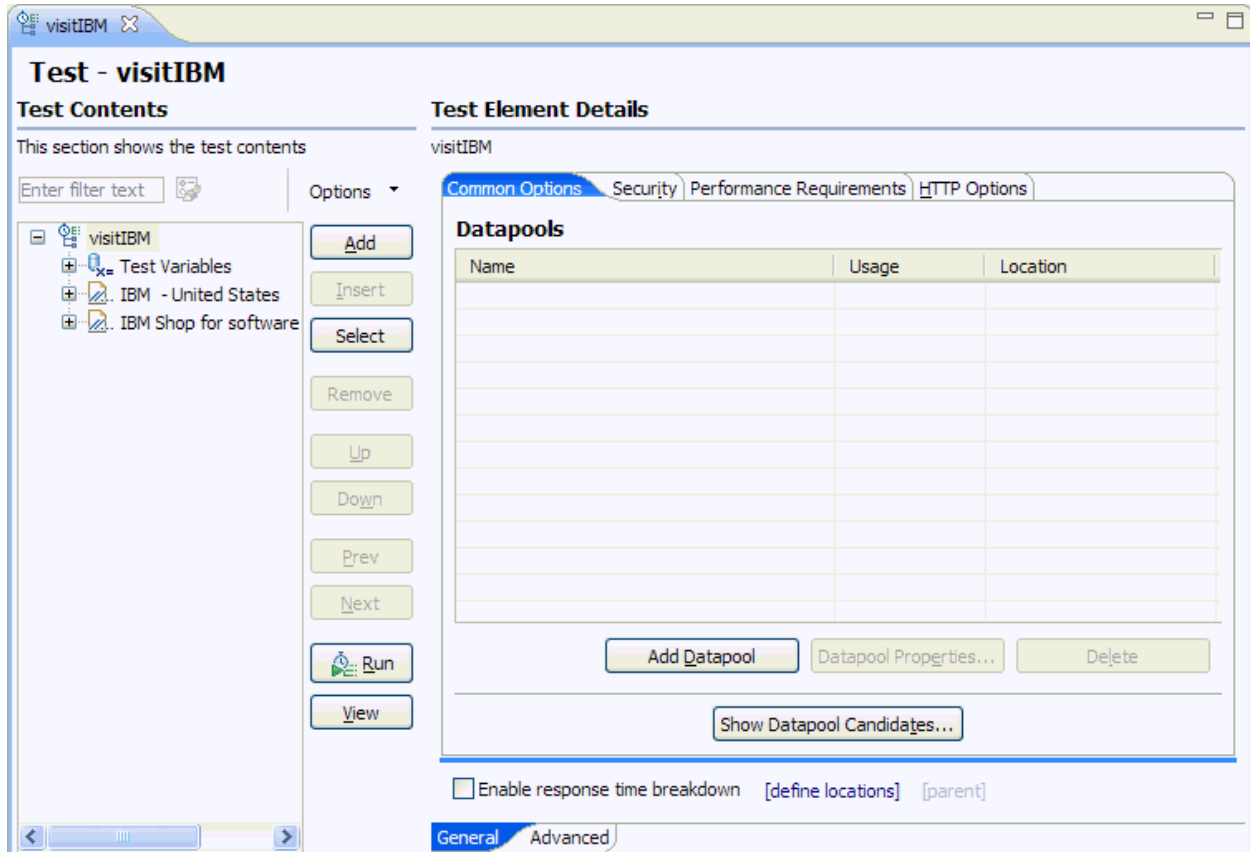 visitIBM
Test - visitIBM
Test Contents
This section shows the test contents
Enter filter text
Options
visitIBM
Test Variables
IBM - United States
IBM Shop for software
Add
Insert
Select
Remove
Up
Down
Prev
Next
Run
View
Test Element Details
visitIBM
Common Options Security Performance Requirements HTTP Options
Datapools
Name Usage Location
Add Datapool Datapool Properties... Delete
Show Datapool Candidates...
Enable response time breakdown [define locations] [parent]
General Advanced